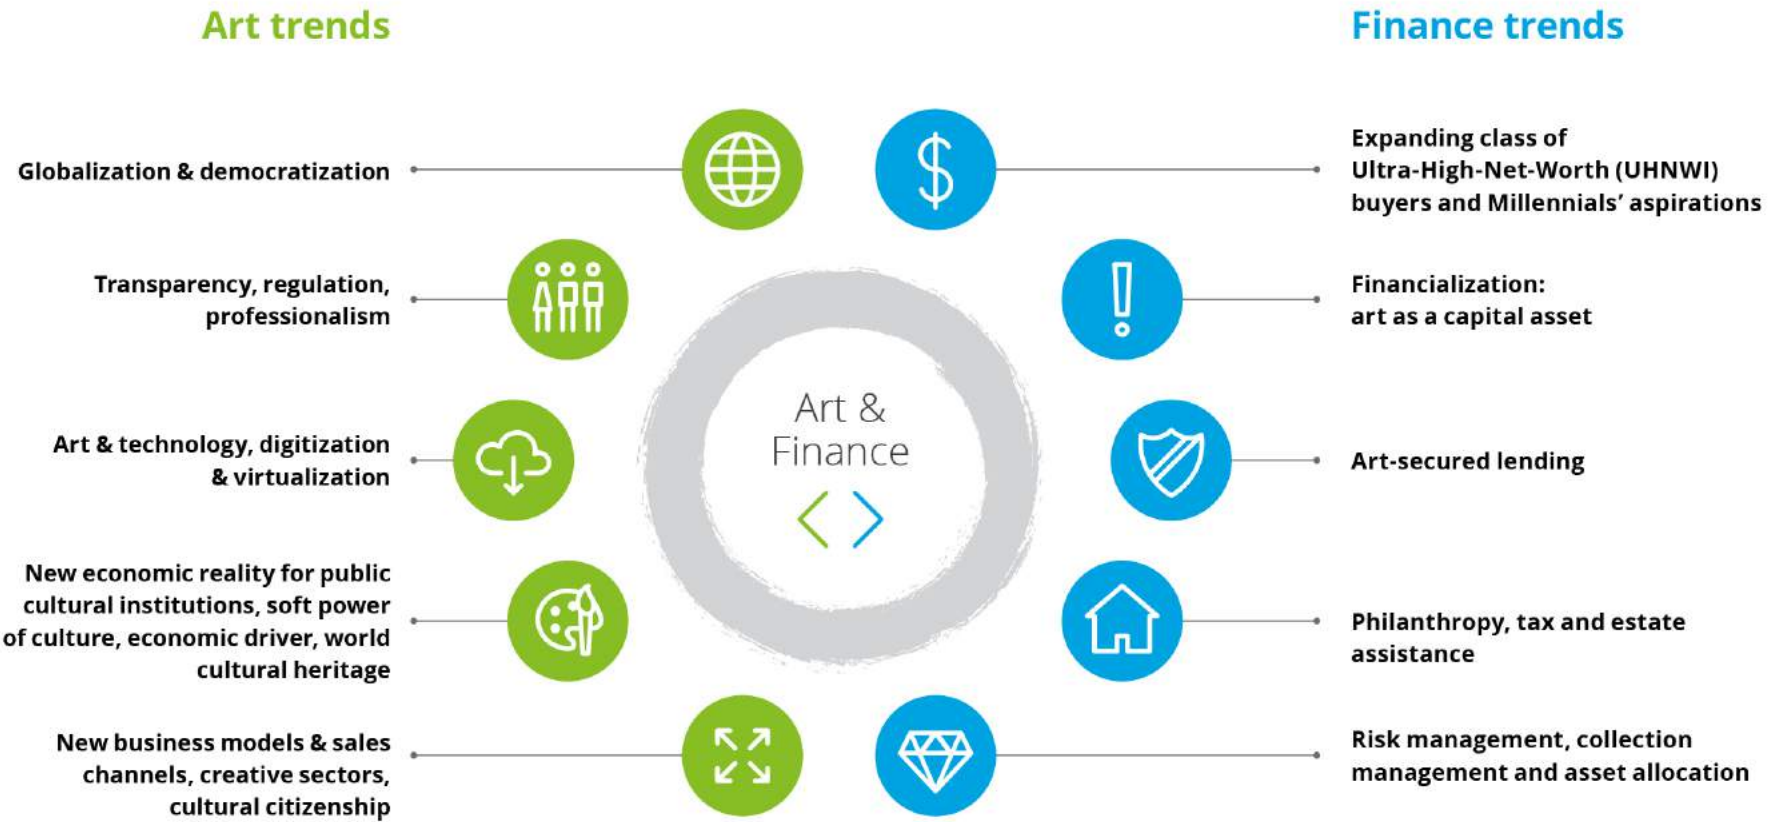 Art trends
Globalization & democratization
Transparency, regulation,
professionalism
Art & technology, digitization
& virtualization
New economic reality for public
cultural institutions, soft power
of culture, economic driver, world
cultural heritage
New business models & sales
channels, creative sectors,
cultural citizenship
Art &
Finance
Finance trends
Expanding class of
Ultra-High-Net-Worth (UHNWI)
buyers and Millennials’ aspirations
Financialization:
art as a capital asset
Art-secured lending
Philanthropy, tax and estate
assistance
Risk management, collection
management and asset allocation